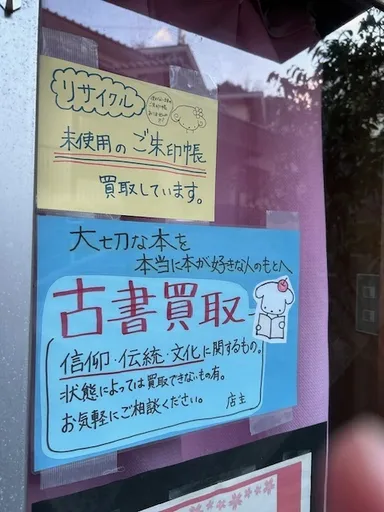 リサイクル
未使用のご朱印帳
買取しています。
大切な本を
本当に本が好きな人のもとへ
古書買取
信仰・伝統・文化に関するもの。
状態によっては買取できないもの有。
お気軽にご相談ください。
店主